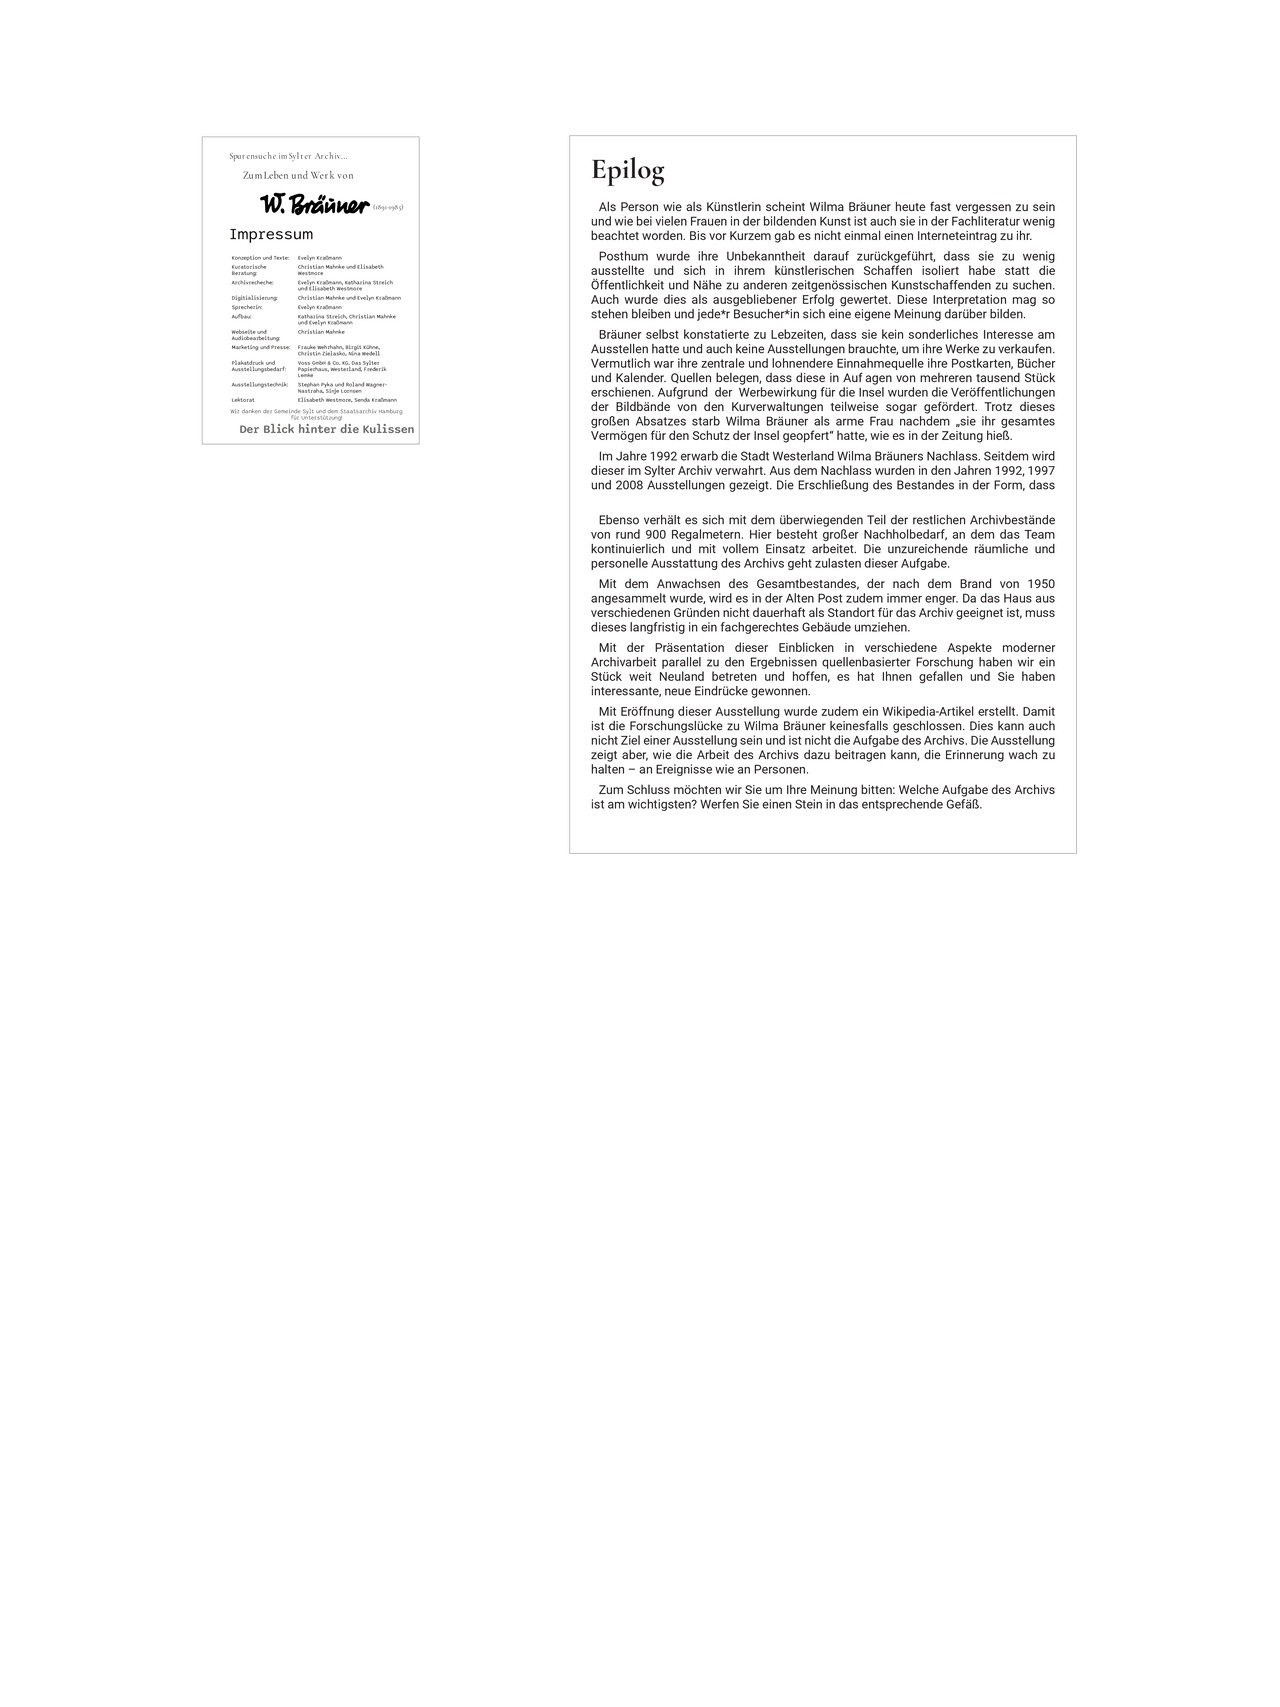 Spurensuche im Sylter Archiv...
Zum Leben und Werk von
W. Bräuner (1891-1985)
Impressum
Konzeption und Texte: Evelyn Kraßmann
Kuratorische Christian Mahnke und Elisabeth
Beratung: Westmore
Archivrecheche: Evelyn Kraßmann, Katharina Streich
und Elisabeth Westmore
Digitialisierung: Christian Mahnke und Evelyn Kraßmann
Sprecherin: Evelyn Kraßmann
Aufbau: Katharina Streich, Christian Mahnke
und Evelyn Kraßmann
Webseite und Christian Mahnke
Audiobearbeitung:
Marketing und Presse: Frauke Wehrhahn, Birgit Kühne,
Christin Zielasko, Nina Wedell
Plakatdruck und Voss GmbH & Co. KG, Das Sylter
Ausstellungsbedarf: Papierhaus, Westerland, Frederik
Lemke
Ausstellungstechnik: Stephan Pyka und Roland Wagner-
Nastraha, Sinje Lornsen
Lektorat Elisabeth Westmore, Senda Kraßmann
Wir danken der Gemeinde Sylt und dem Staatsarchiv Hamburg
für Unterstützung!
Der Blick hinter die Kulissen
Epilog
Als Person wie als Künstlerin scheint Wilma Bräuner heute fast vergessen zu sein
und wie bei vielen Frauen in der bildenden Kunst ist auch sie in der Fachliteratur wenig
beachtet worden. Bis vor Kurzem gab es nicht einmal einen Interneteintrag zu ihr.
Posthum wurde ihre Unbekanntheit darauf zurückgeführt, dass sie zu wenig
ausstellte und sich in ihrem künstlerischen Schaffen isoliert habe statt die
Öffentlichkeit und Nähe zu anderen zeitgenössischen Kunstschaffenden zu suchen.
Auch wurde dies als ausgebliebener Erfolg gewertet. Diese Interpretation mag so
stehen bleiben und jede*r Besucher*in sich eine eigene Meinung darüber bilden.
Bräuner selbst konstatierte zu Lebzeiten, dass sie kein sonderliches Interesse am
Ausstellen hatte und auch keine Ausstellungen brauchte, um ihre Werke zu verkaufen.
Vermutlich war ihre zentrale und lohnendere Einnahmequelle ihre Postkarten, Bücher
und Kalender. Quellen belegen, dass diese in Auf agen von mehreren tausend Stück
erschienen. Aufgrund der Werbewirkung für die Insel wurden die Veröffentlichungen
der Bildbände von den Kurverwaltungen teilweise sogar gefördert. Trotz dieses
großen Absatzes starb Wilma Bräuner als arme Frau nachdem „sie ihr gesamtes
Vermögen für den Schutz der Insel geopfert“ hatte, wie es in der Zeitung hieß.
Im Jahre 1992 erwarb die Stadt Westerland Wilma Bräuners Nachlass. Seitdem wird
dieser im Sylter Archiv verwahrt. Aus dem Nachlass wurden in den Jahren 1992, 1997
und 2008 Ausstellungen gezeigt. Die Erschließung des Bestandes in der Form, dass
Ebenso verhält es sich mit dem überwiegenden Teil der restlichen Archivbestände
von rund 900 Regalmetern. Hier besteht großer Nachholbedarf, an dem das Team
kontinuierlich und mit vollem Einsatz arbeitet. Die unzureichende räumliche und
personelle Ausstattung des Archivs geht zulasten dieser Aufgabe.
Mit dem Anwachsen des Gesamtbestandes, der nach dem Brand von 1950
angesammelt wurde, wird es in der Alten Post zudem immer enger. Da das Haus aus
verschiedenen Gründen nicht dauerhaft als Standort für das Archiv geeignet ist, muss
dieses langfristig in ein fachgerechtes Gebäude umziehen.
Mit der Präsentation dieser Einblicken in verschiedene Aspekte moderner
Archivarbeit parallel zu den Ergebnissen quellenbasierter Forschung haben wir ein
Stück weit Neuland betreten und hoffen, es hat Ihnen gefallen und Sie haben
interessante, neue Eindrücke gewonnen.
Mit Eröffnung dieser Ausstellung wurde zudem ein Wikipedia-Artikel erstellt. Damit
ist die Forschungslücke zu Wilma Bräuner keinesfalls geschlossen. Dies kann auch
nicht Ziel einer Ausstellung sein und ist nicht die Aufgabe des Archivs. Die Ausstellung
zeigt aber, wie die Arbeit des Archivs dazu beitragen kann, die Erinnerung wach zu
halten – an Ereignisse wie an Personen.
Zum Schluss möchten wir Sie um Ihre Meinung bitten: Welche Aufgabe des Archivs
ist am wichtigsten? Werfen Sie einen Stein in das entsprechende Gefäß.